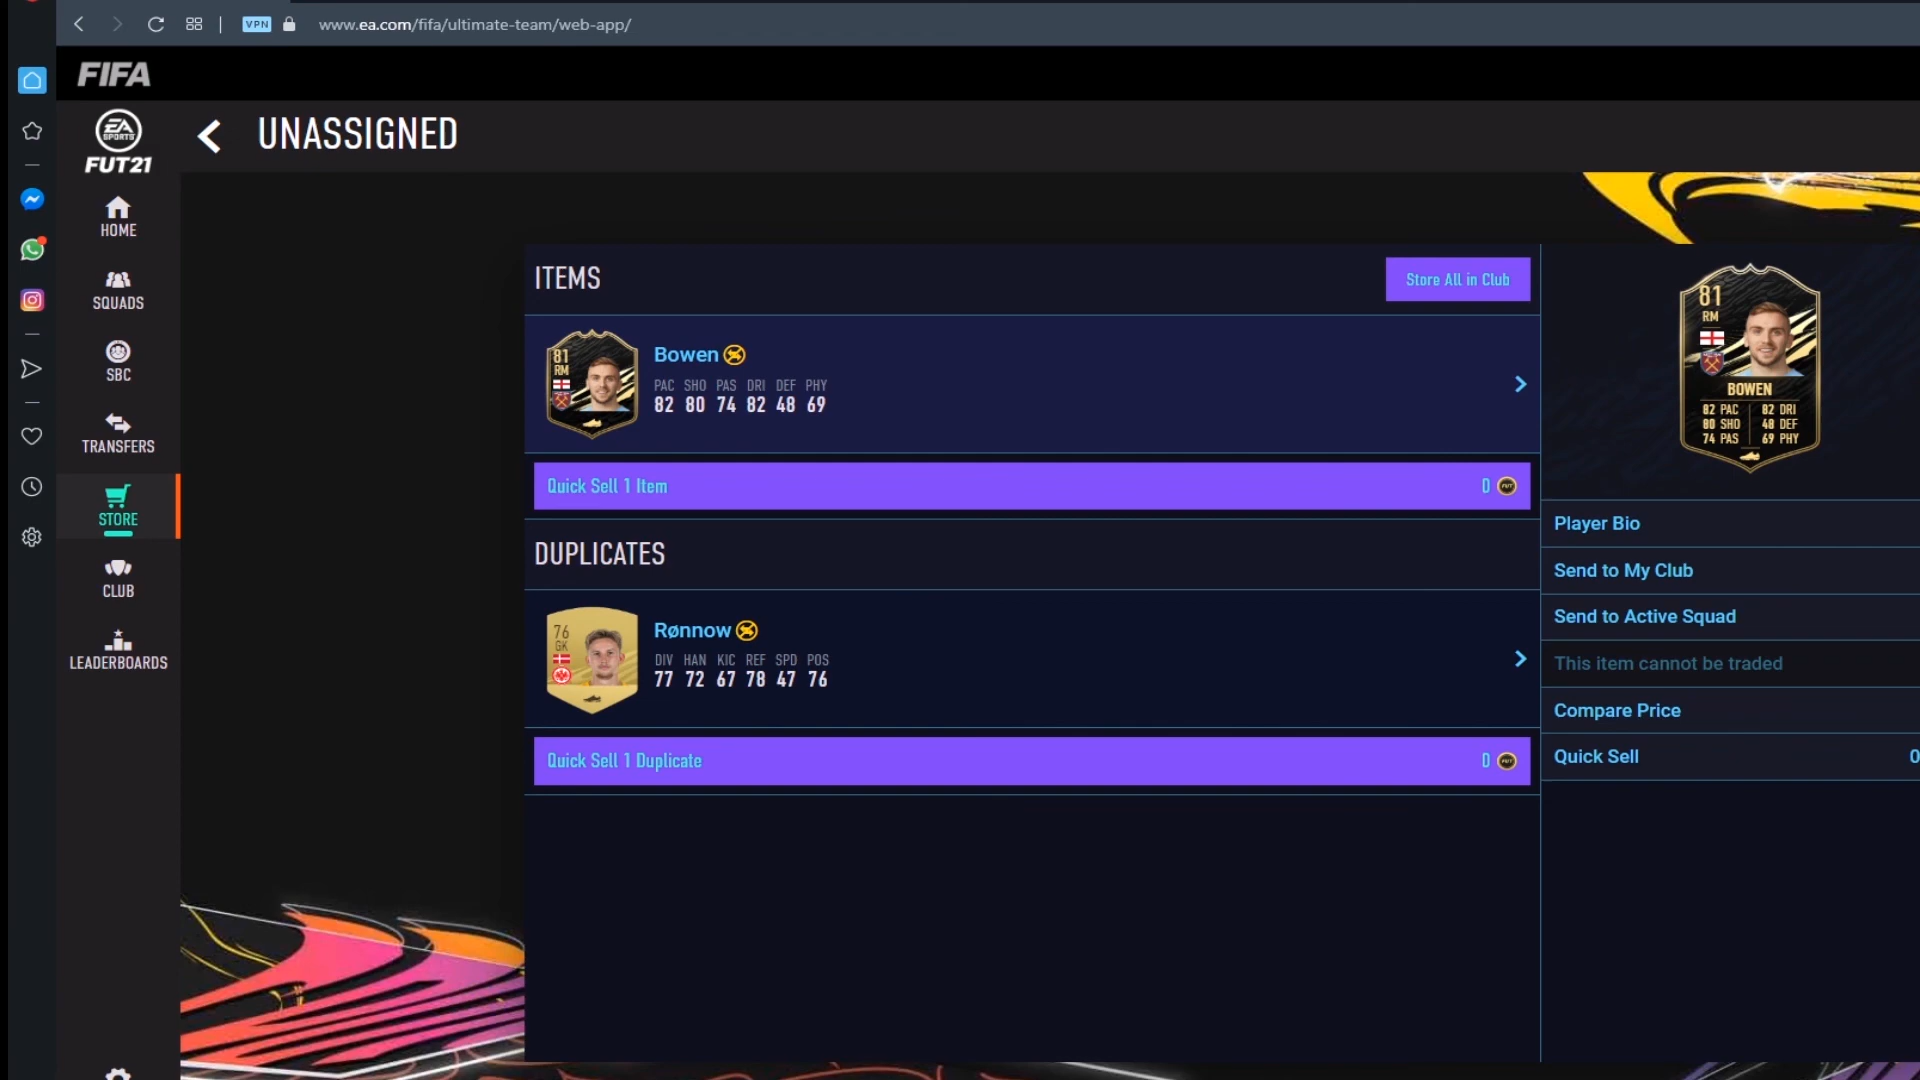 VPN www.ea.com/fifa/ultimate-team/web-app/
FIFA
EA SPORTS
FUT21
UNASSIGNED
HOME
SQUADS
SBC
TRANSFERS
STORE
CLUB
LEADERBOARDS
ITEMS
Store All in Club
81
RM
Bowen
PAC SHO PAS DRI DEF PHY
82 80 74 82 48 69
Quick Sell 1 Item 0 FUT
DUPLICATES
76
GK
Rønnow
DIV HAN KIC REF SPD POS
77 72 67 78 47 76
Quick Sell 1 Duplicate 0 FUT
81
RM
BOWEN
82 PAC 82 DRI
80 SHO 48 DEF
74 PAS 69 PHY
Player Bio
Send to My Club
Send to Active Squad
This item cannot be traded
Compare Price
Quick Sell 0